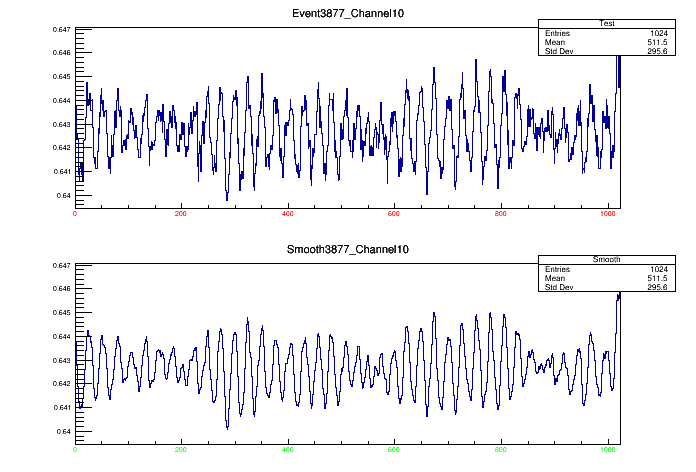 Event3877_Channel10
Test
Entries 1024
Mean 511.5
Std Dev 295.6
0.647
0.646
0.645
0.644
0.643
0.642
0.641
0.64
0 200 400 600 800 1000
Smooth3877_Channel10
Smooth
Entries 1024
Mean 511.5
Std Dev 295.6
0.647
0.646
0.645
0.644
0.643
0.642
0.641
0.64
0 200 400 600 800 1000